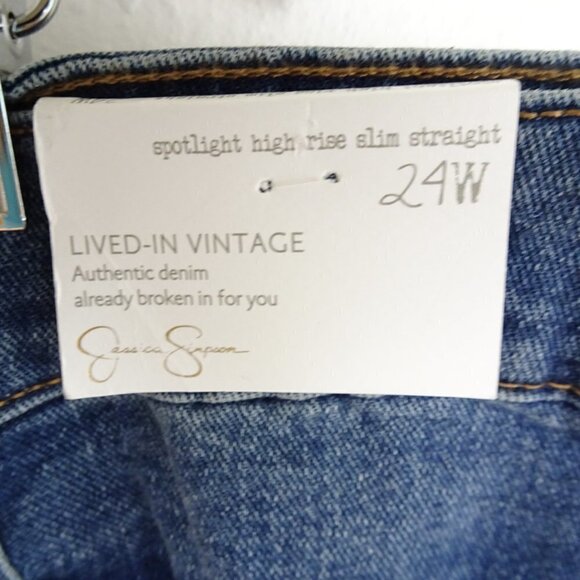 spotlight high rise slim straight
24W
LIVED-IN VINTAGE
Authentic denim
already broken in for you
Jessica Simpson